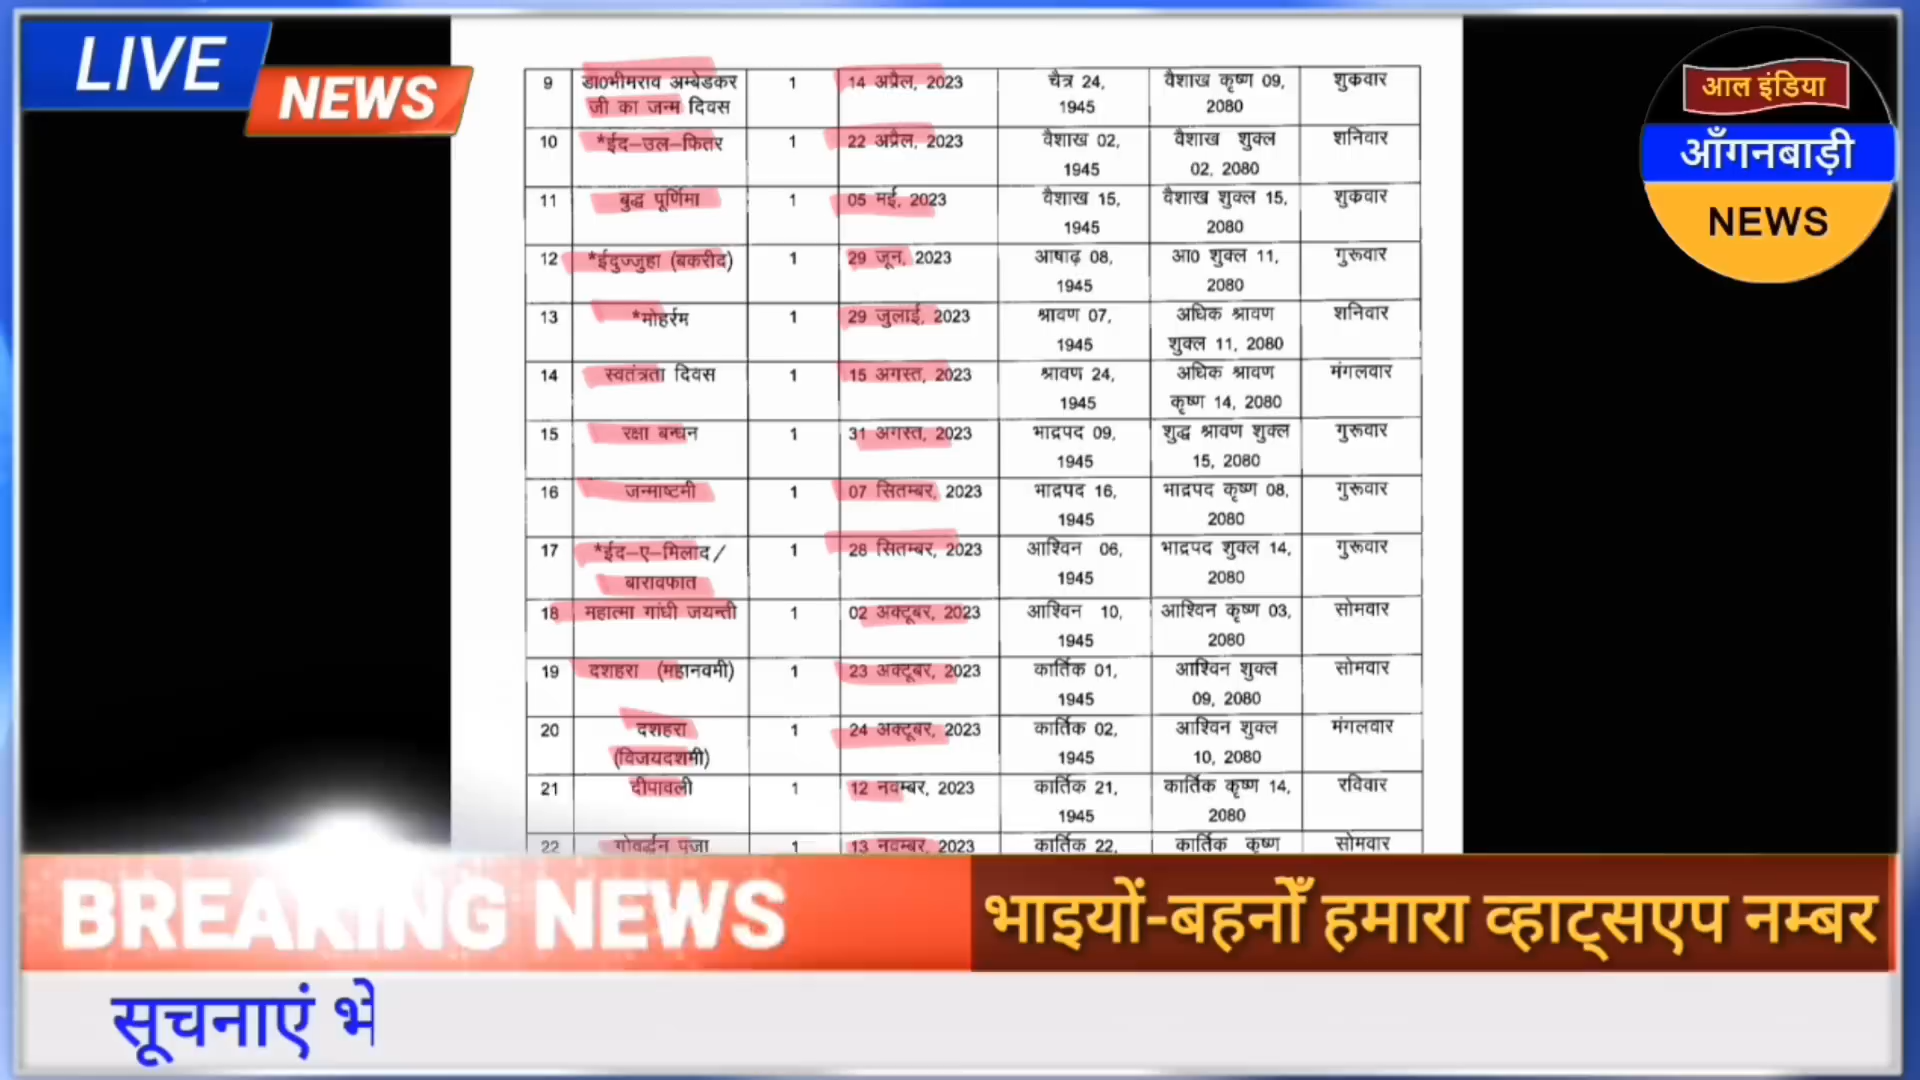 LIVE
NEWS
आल इंडिया
आँगनबाड़ी
NEWS
9 डा0भीमराव अम्बेडकर 1 14 अप्रैल, 2023 चैत्र 24, वैशाख कृष्ण 09, शुक्रवार
जी का जन्म दिवस 1945 2080
10 *ईद–उल–फितर 1 22 अप्रैल, 2023 वैशाख 02, वैशाख शुक्ल शनिवार
1945 02, 2080
11 बुद्ध पूर्णिमा 1 05 मई, 2023 वैशाख 15, वैशाख शुक्ल 15, शुक्रवार
1945 2080
12 *ईदुज्जुहा (बकरीद) 1 29 जून, 2023 आषाढ़ 08, आ0 शुक्ल 11, गुरूवार
1945 2080
13 *मोहर्रम 1 29 जुलाई, 2023 श्रावण 07, अधिक श्रावण शनिवार
1945 शुक्ल 11, 2080
14 स्वतंत्रता दिवस 1 15 अगस्त, 2023 श्रावण 24, अधिक श्रावण मंगलवार
1945 कृष्ण 14, 2080
15 रक्षा बन्धन 1 31 अगस्त, 2023 भाद्रपद 09, शुद्ध श्रावण शुक्ल गुरूवार
1945 15, 2080
16 जन्माष्टमी 1 07 सितम्बर, 2023 भाद्रपद 16, भाद्रपद कृष्ण 08, गुरूवार
1945 2080
17 *ईद–ए–मिलाद/ 1 28 सितम्बर, 2023 आश्विन 06, भाद्रपद शुक्ल 14, गुरूवार
बारावफात 1945 2080
18 महात्मा गांधी जयन्ती 1 02 अक्टूबर, 2023 आश्विन 10, आश्विन कृष्ण 03, सोमवार
1945 2080
19 दशहरा (महानवमी) 1 23 अक्टूबर, 2023 कार्तिक 01, आश्विन शुक्ल सोमवार
1945 09, 2080
20 दशहरा 1 24 अक्टूबर, 2023 कार्तिक 02, आश्विन शुक्ल मंगलवार
(विजयदशमी) 1945 10, 2080
21 दीपावली 1 12 नवम्बर, 2023 कार्तिक 21, कार्तिक कृष्ण 14, रविवार
1945 2080
22 गोवर्द्धन पूजा 1 13 नवम्बर, 2023 कार्तिक 22, कार्तिक कृष्ण सोमवार
BREAKING NEWS
भाइयों-बहनोँ हमारा व्हाट्सएप नम्बर
सूचनाएं भे